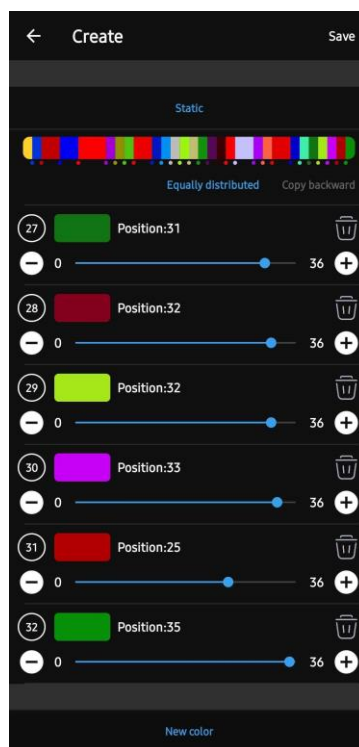 Create Save
Static
Equally distributed Copy backward
27 Position:31
0 36
28 Position:32
0 36
29 Position:32
0 36
30 Position:33
0 36
31 Position:25
0 36
32 Position:35
0 36
New color